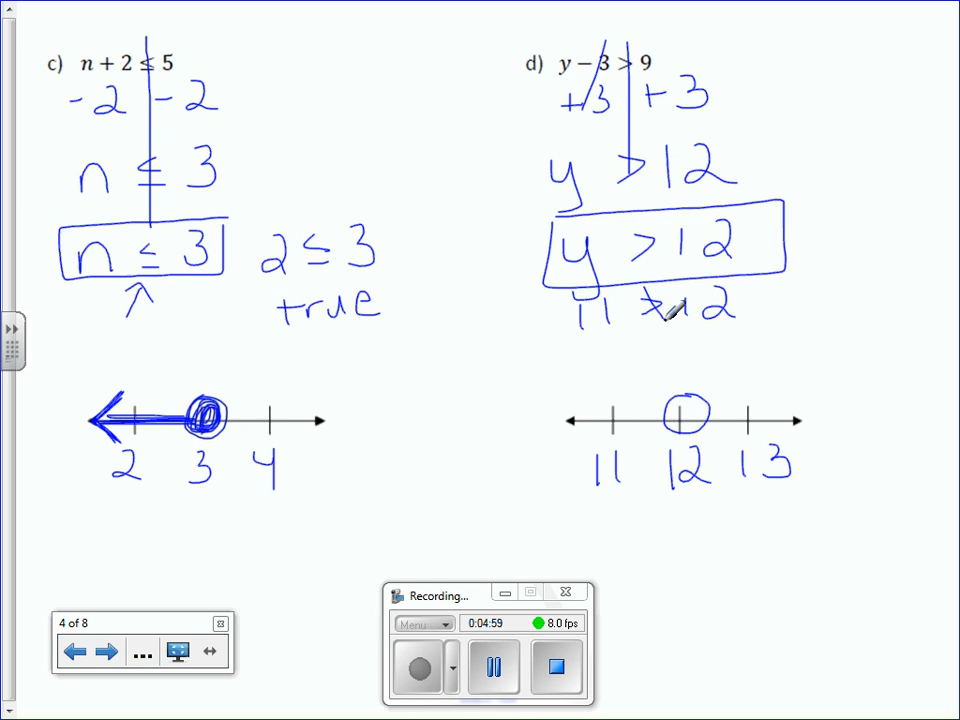 c) n + 2 ≤ 5
-2 -2
n ≤ 3
n ≤ 3
2 ≤ 3
true
2 3 4
d) y − 3 > 9
+3 +3
y > 12
y > 12
11 > 12
11 12 13
4 of 8
...
Recording...
Menu 0:04:59 8.0 fps